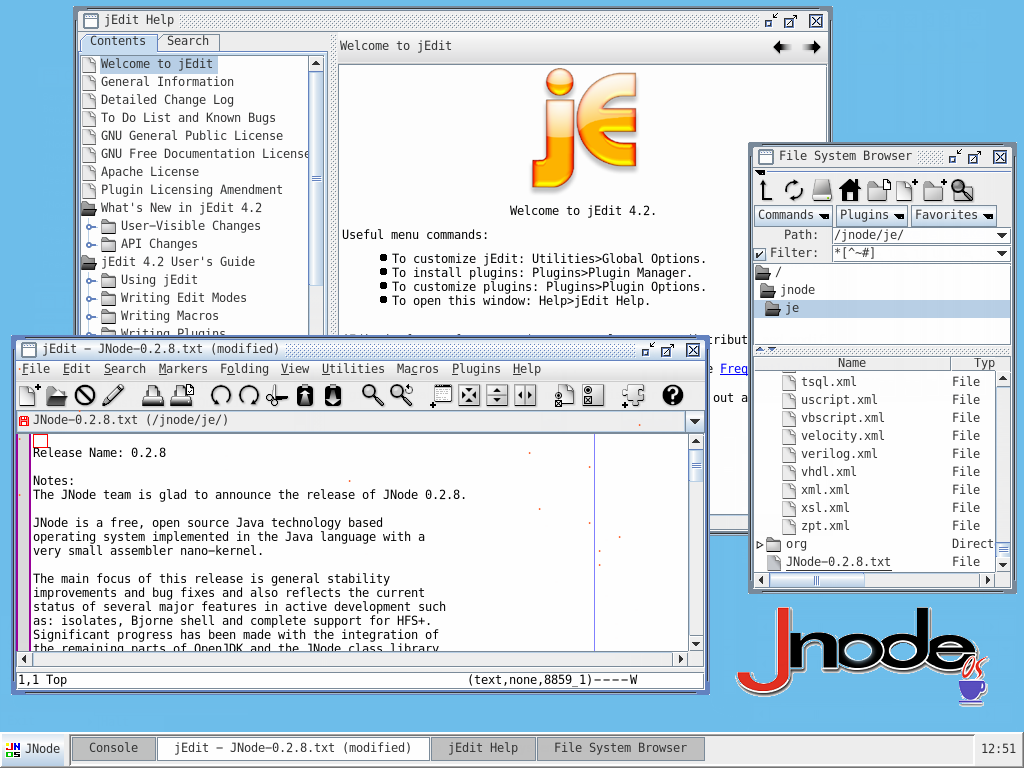 jEdit Help
Contents
Search
Welcome to jEdit
General Information
Detailed Change Log
To Do List and Known Bugs
GNU General Public License
GNU Free Documentation License
Apache License
Plugin Licensing Amendment
What's New in jEdit 4.2
User-Visible Changes
API Changes
jEdit 4.2 User's Guide
Using jEdit
Writing Edit Modes
Writing Macros
Writing Plugins
Welcome to jEdit
jE
Welcome to jEdit 4.2.
Useful menu commands:
To customize jEdit: Utilities>Global Options.
To install plugins: Plugins>Plugin Manager.
To customize plugins: Plugins>Plugin Options.
To open this window: Help>jEdit Help.
Freq
out a
File System Browser
Commands
Plugins
Favorites
Path: /jnode/je/
Filter: *[^~#]
/
jnode
je
Name Typ
tsql.xml File
uscript.xml File
vbscript.xml File
velocity.xml File
verilog.xml File
vhdl.xml File
xml.xml File
xsl.xml File
zpt.xml File
org Direct
JNode-0.2.8.txt File
jEdit - JNode-0.2.8.txt (modified)
File Edit Search Markers Folding View Utilities Macros Plugins Help
JNode-0.2.8.txt (/jnode/je/)
Release Name: 0.2.8
Notes:
The JNode team is glad to announce the release of JNode 0.2.8.
JNode is a free, open source Java technology based
operating system implemented in the Java language with a
very small assembler nano-kernel.
The main focus of this release is general stability
improvements and bug fixes and also reflects the current
status of several major features in active development such
as: isolates, Bjorne shell and complete support for HFS+.
Significant progress has been made with the integration of
the remaining parts of OpenJDK and the JNode class library
1,1 Top (text,none,8859_1)----W
Jnode OS
JNode
Console
jEdit - JNode-0.2.8.txt (modified)
jEdit Help
File System Browser
12:51